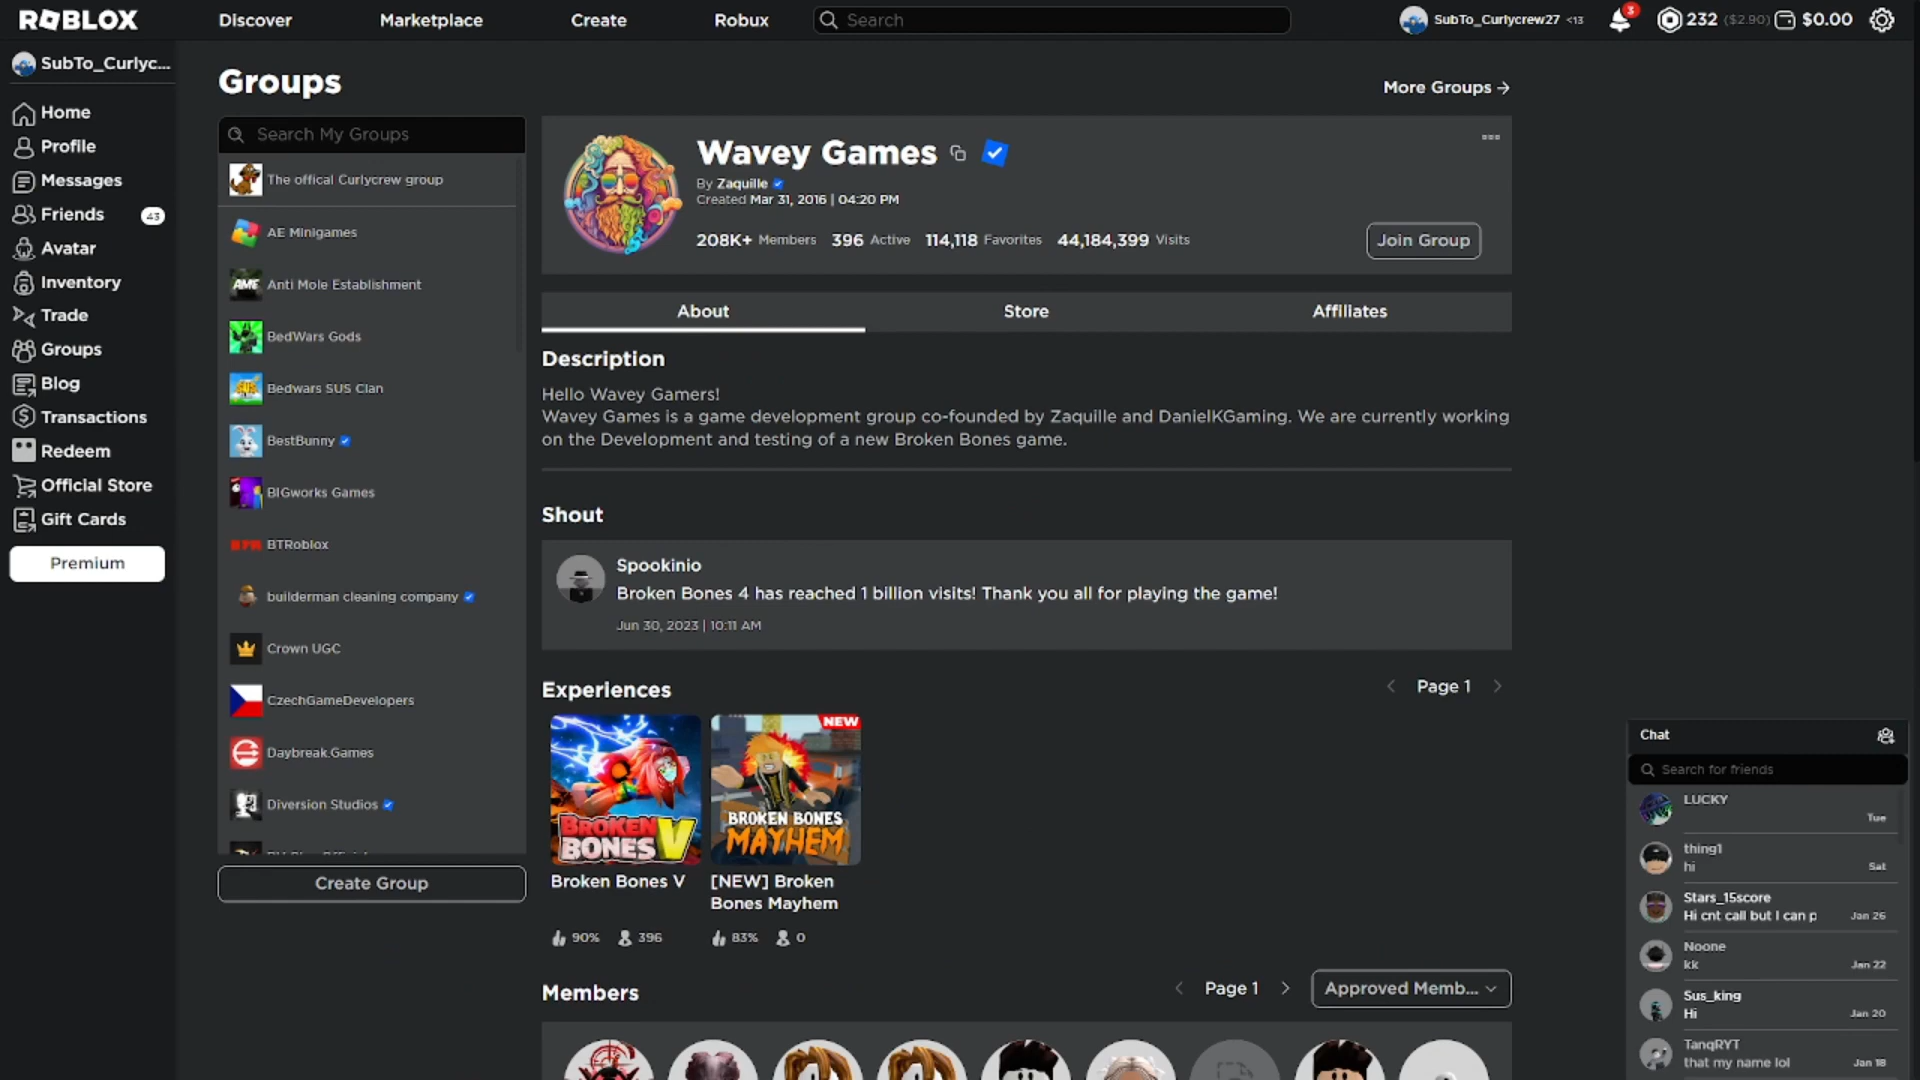 ROBLOX
Discover
Marketplace
Create
Robux
Search
SubTo_Curlycrew27 <13
3
232 ($2.90)
$0.00
SubTo_Curlyc...
Home
Profile
Messages
Friends 43
Avatar
Inventory
Trade
Groups
Blog
Transactions
Redeem
Official Store
Gift Cards
Premium
Groups
More Groups
Search My Groups
The offical Curlycrew group
AE Minigames
AME
Anti Mole Establishment
BedWars Gods
Bedwars SUS Clan
BestBunny
BIGworks Games
BTRoblox
builderman cleaning company
Crown UGC
CzechGameDevelopers
Daybreak.Games
Diversion Studios
Create Group
Wavey Games
By Zaquille
Created Mar 31, 2016 | 04:20 PM
208K+ Members 396 Active 114,118 Favorites 44,184,399 Visits
Join Group
About
Store
Affiliates
Description
Hello Wavey Gamers!
Wavey Games is a game development group co-founded by Zaquille and DanielKGaming. We are currently working
on the Development and testing of a new Broken Bones game.
Shout
Spookinio
Broken Bones 4 has reached 1 billion visits! Thank you all for playing the game!
Jun 30, 2023 | 10:11 AM
Experiences
Page 1
BROKEN
BONES V
NEW
BROKEN BONES
MAYHEM
Broken Bones V
90% 396
[NEW] Broken
Bones Mayhem
83% 0
Members
Page 1
Approved Memb...
Chat
Search for friends
LUCKY
Tue
thing1
hi
Sat
Stars_15score
Hi cnt call but I can p
Jan 26
Noone
kk
Jan 22
Sus_king
Hi
Jan 20
TanqRYT
that my name lol
Jan 18